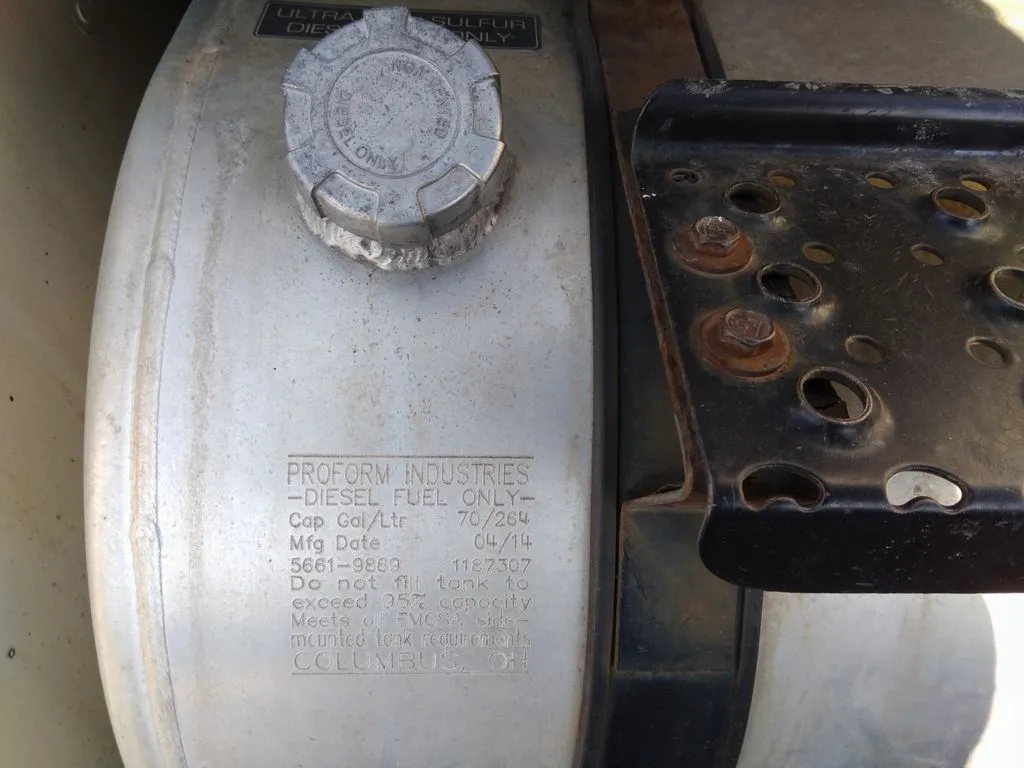 ULTRA SULFUR
DIESEL ONLY
NON VENTED
DIESEL ONLY
PROFORM INDUSTRIES
-DIESEL FUEL ONLY-
Cap Gal/Ltr 70/264
Mfg Date 04/14
5661-9869 1187307
Do not fill tank to
exceed 95% capacity
Meets all FMCSA side-
mounted tank requirements
COLUMBUS, OH